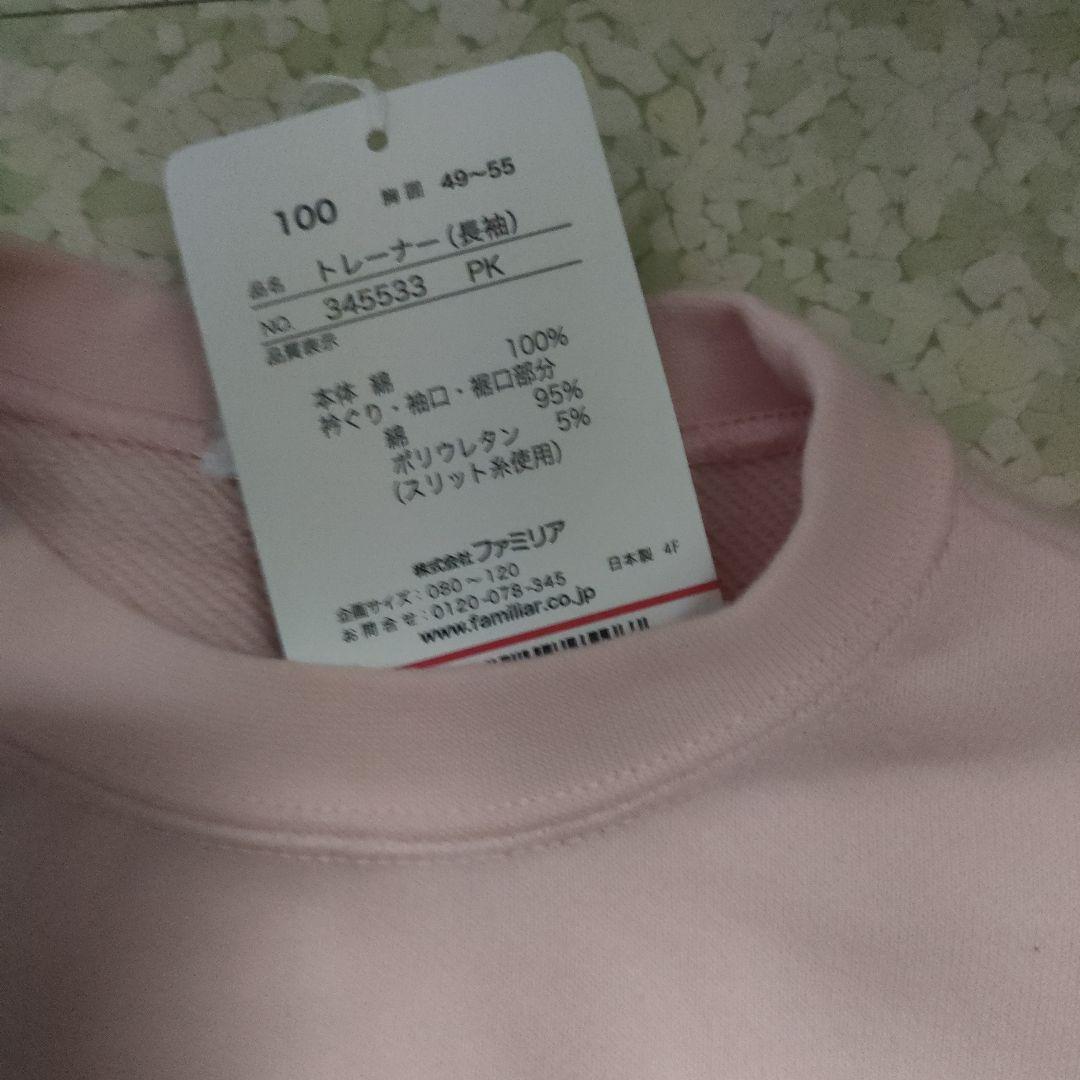 100 胸囲 49~55
品名 トレーナー(長袖)
NO. 345533 PK
品質表示
本体 綿 100%
衿ぐり・袖口・裾口部分
綿 95%
ポリウレタン 5%
(スリット糸使用)
株式会社ファミリア
企画サイズ:080~120 日本製 4F
お問合せ:0120-078-345
www.familiar.co.jp